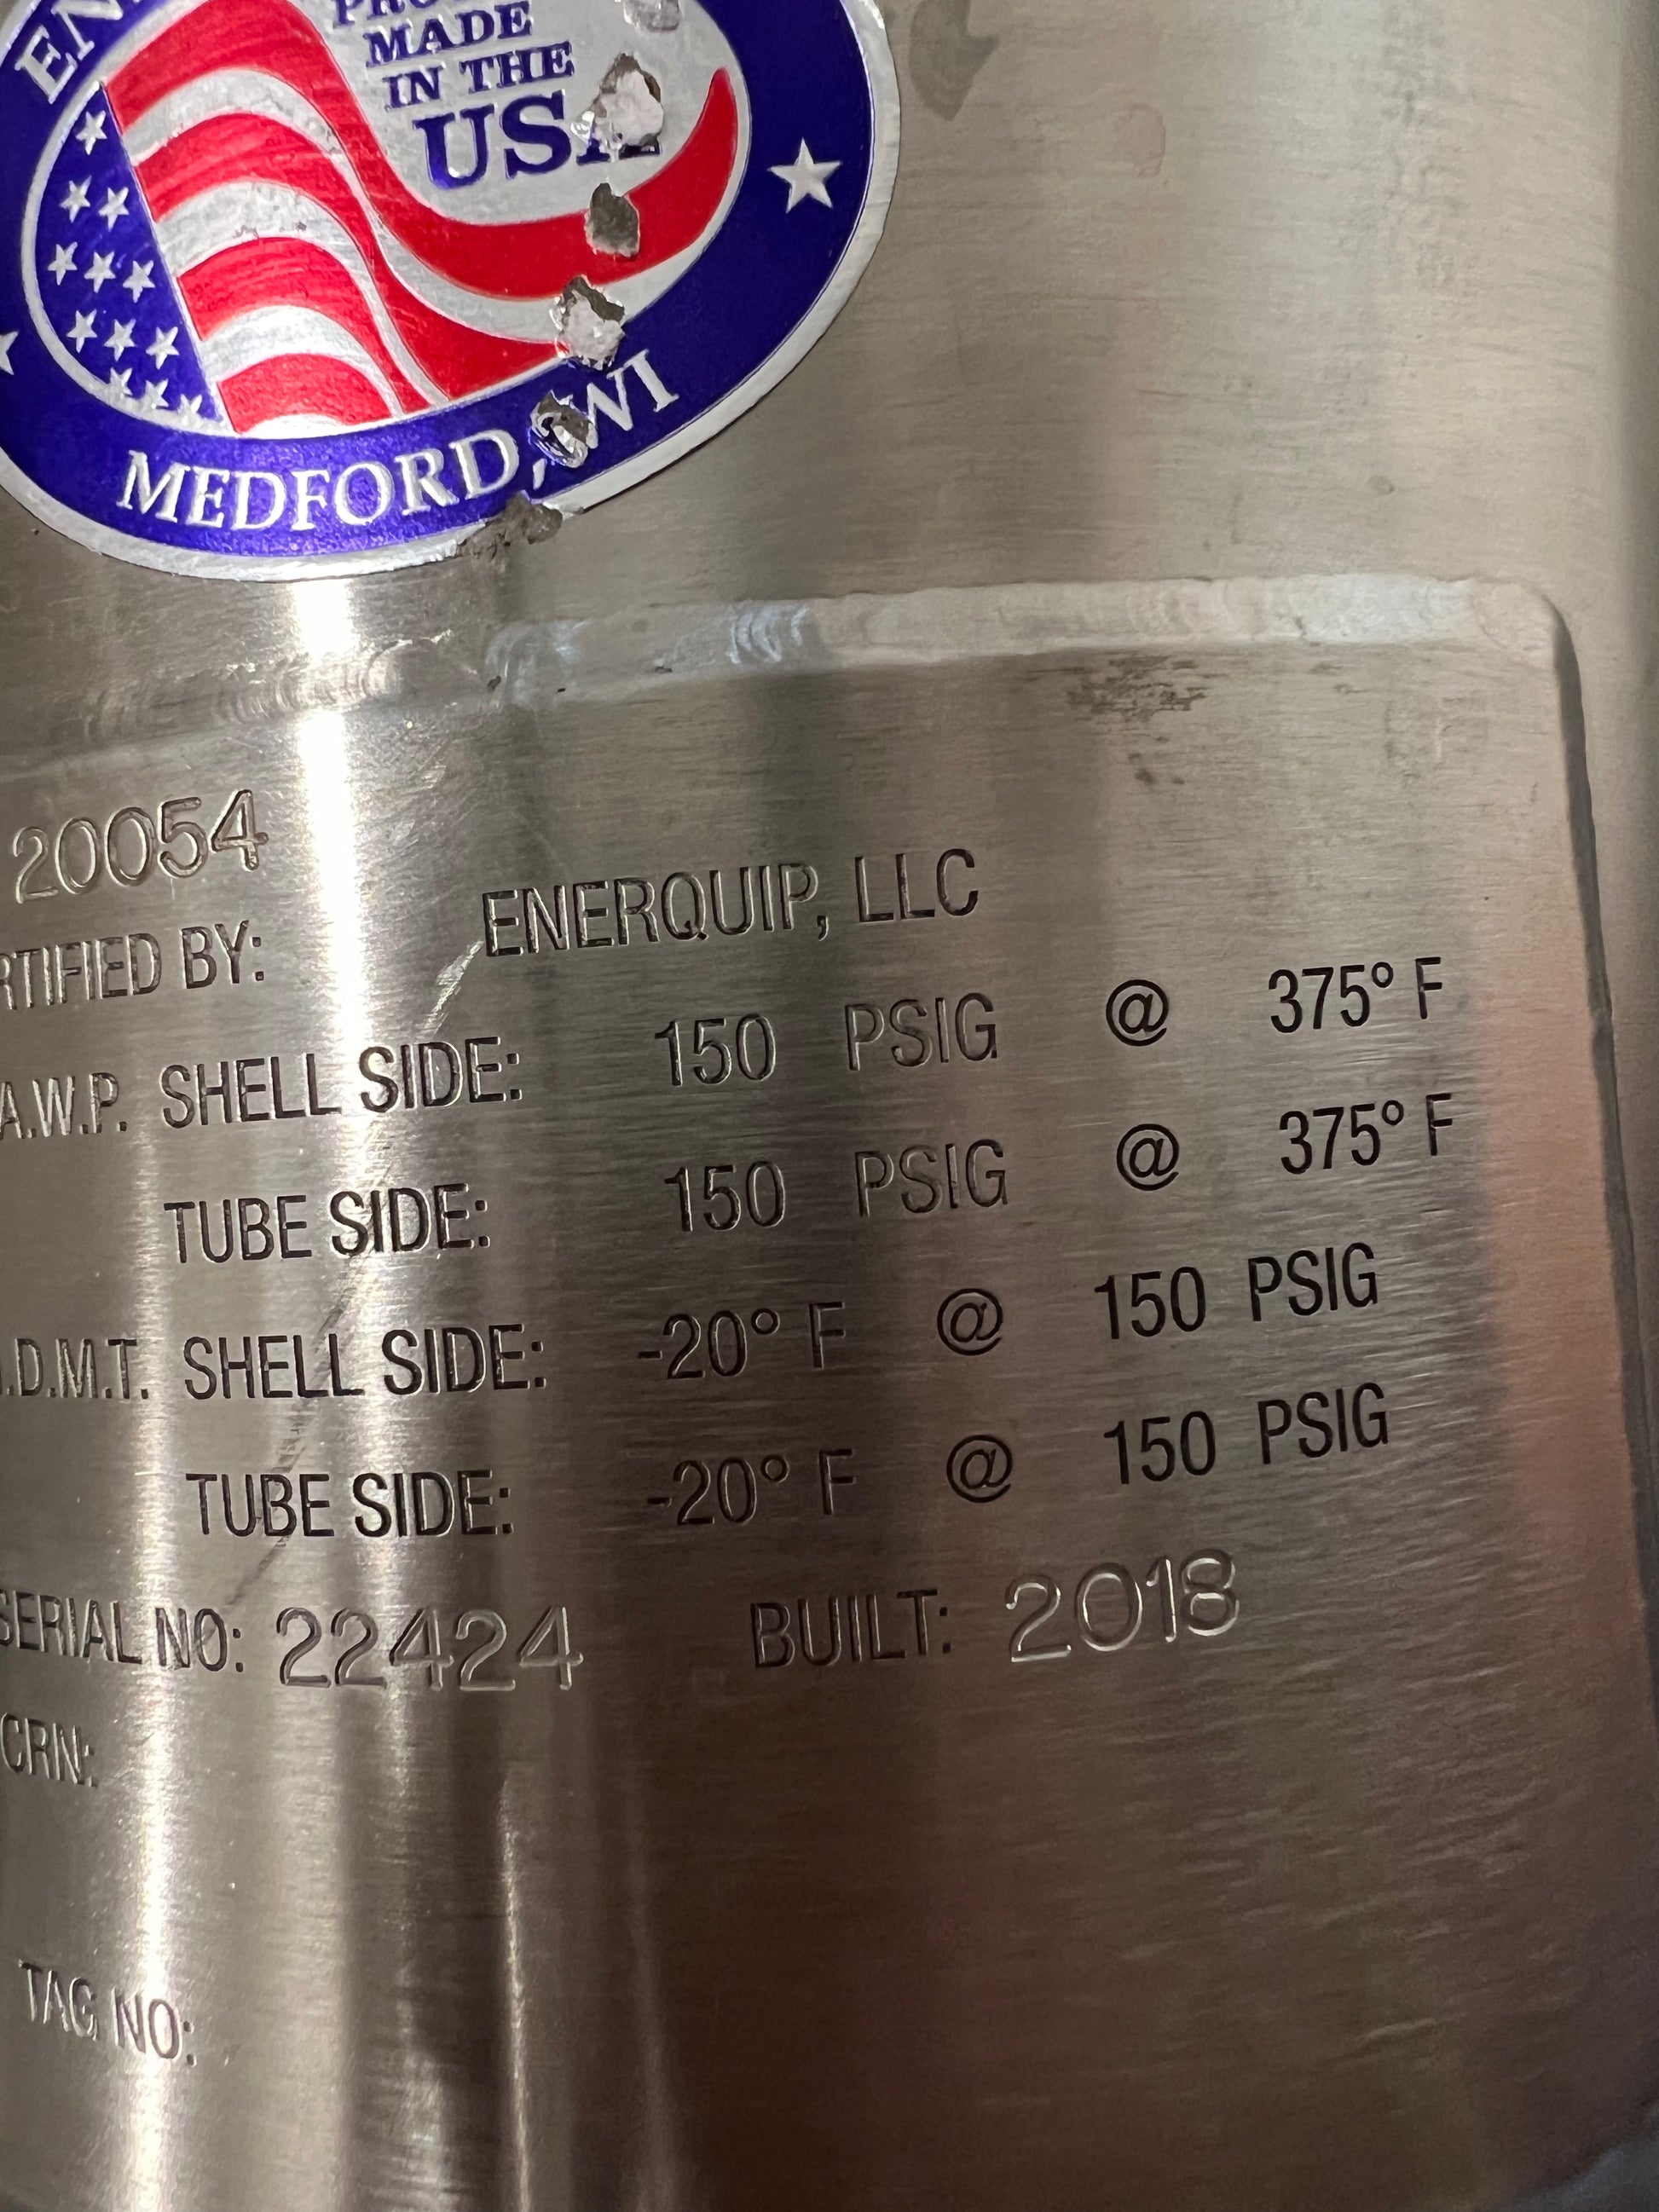 MADE
IN THE
USA
MEDFORD, WI
20054
BY:
ENERQUIP, LLC
SHELL SIDE: 150 PSIG @ 375° F
TUBE SIDE: 150 PSIG @ 375° F
SHELL SIDE: -20° F @ 150 PSIG
TUBE SIDE: -20° F @ 150 PSIG
SERIAL NO: 22424 BUILT: 2018
CRN:
TAG NO: